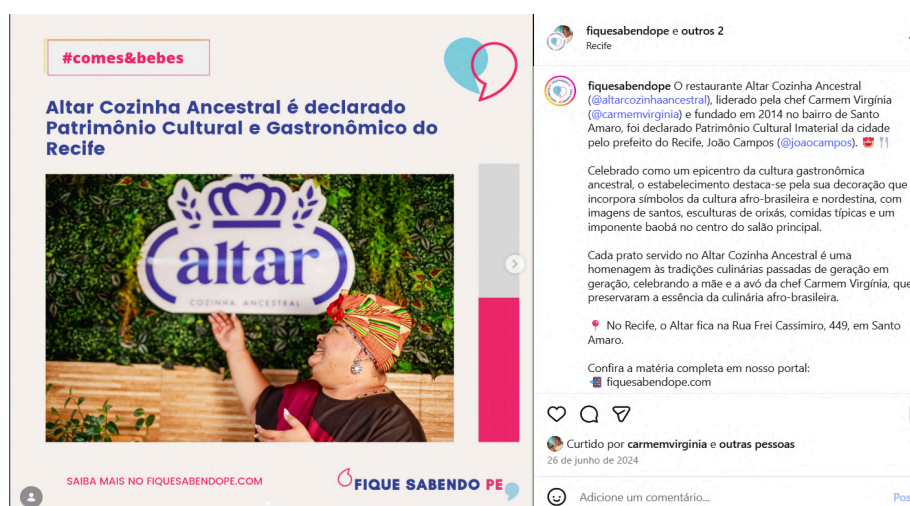 #comes&bebes
Altar Cozinha Ancestral é declarado
Patrimônio Cultural e Gastronômico do
Recife
altar
COZINHA ANCESTRAL
SAIBA MAIS NO FIQUESABENDOPE.COM
FIQUE SABENDO PE
fiquesabendope e outros 2
Recife
fiquesabendope O restaurante Altar Cozinha Ancestral
(@altarcozinhaancestral), liderado pela chef Carmem Virgínia
(@carmemvirginia) e fundado em 2014 no bairro de Santo
Amaro, foi declarado Patrimônio Cultural Imaterial da cidade
pelo prefeito do Recife, João Campos (@joaocampos). 😍 🍴
Celebrado como um epicentro da cultura gastronômica
ancestral, o estabelecimento destaca-se pela sua decoração que
incorpora símbolos da cultura afro-brasileira e nordestina, com
imagens de santos, esculturas de orixás, comidas típicas e um
imponente baobá no centro do salão principal.
Cada prato servido no Altar Cozinha Ancestral é uma
homenagem às tradições culinárias passadas de geração em
geração, celebrando a mãe e a avó da chef Carmem Virgínia, que
preservaram a essência da culinária afro-brasileira.
📍 No Recife, o Altar fica na Rua Frei Cassimiro, 449, em Santo
Amaro.
Confira a matéria completa em nosso portal:
📲 fiquesabendope.com
Curtido por carmemvirginia e outras pessoas
26 de junho de 2024
Adicione um comentário...
Pos